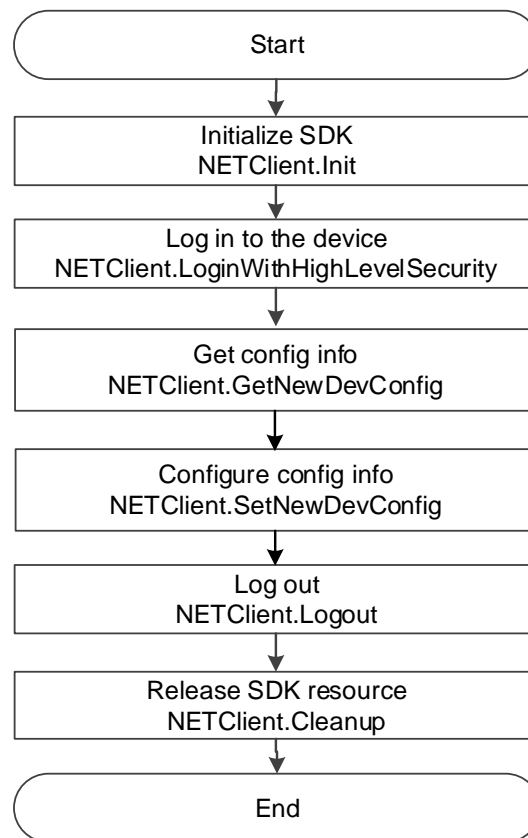 Start
Initialize SDK
NETClient.Init
Log in to the device
NETClient.LoginWithHighLevelSecurity
Get config info
NETClient.GetNewDevConfig
Configure config info
NETClient.SetNewDevConfig
Log out
NETClient.Logout
Release SDK resource
NETClient.Cleanup
End